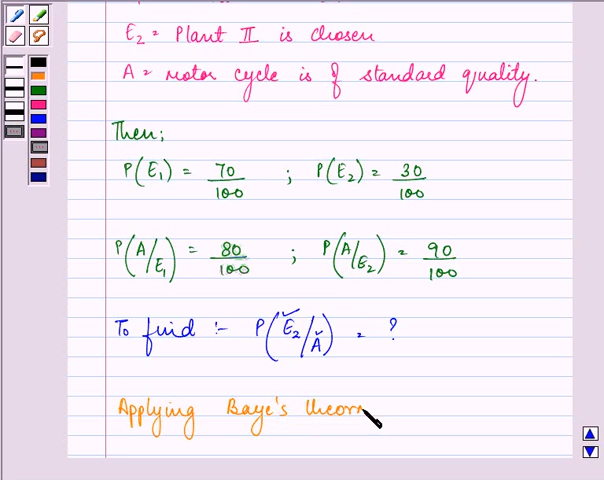 E₂ = Plant II is chosen
A = motor cycle is of standard quality.
Then;
P(E₁) = 70/100 ; P(E₂) = 30/100
P(A/E₁) = 80/100 ; P(A/E₂) = 90/100
To find :- P(E₂/A) = ?
Applying Baye's theor